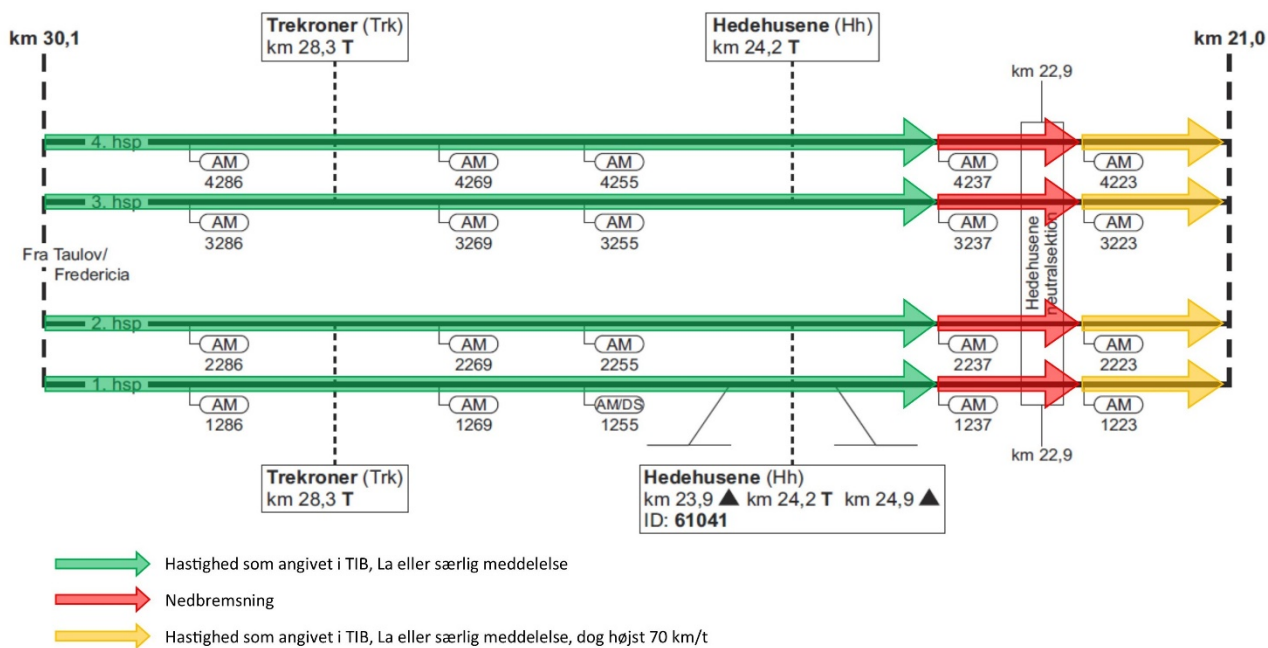 km 30,1
Trekroner (Trk)
km 28,3 T
Hedehusene (Hh)
km 24,2 T
km 21,0
km 22,9
4. hsp
AM
4286
AM
4269
AM
4255
AM
4237
AM
4223
3. hsp
AM
3286
AM
3269
AM
3255
AM
3237
AM
3223
Fra Taulov/
Fredericia
Hedehusene
neutralsektion
2. hsp
AM
2286
AM
2269
AM
2255
AM
2237
AM
2223
1. hsp
AM
1286
AM
1269
AM/DS
1255
AM
1237
AM
1223
km 22,9
Trekroner (Trk)
km 28,3 T
Hedehusene (Hh)
km 23,9 ▲ km 24,2 T km 24,9 ▲
ID: 61041
Hastighed som angivet i TIB, La eller særlig meddelelse
Nedbremsning
Hastighed som angivet i TIB, La eller særlig meddelelse, dog højst 70 km/t